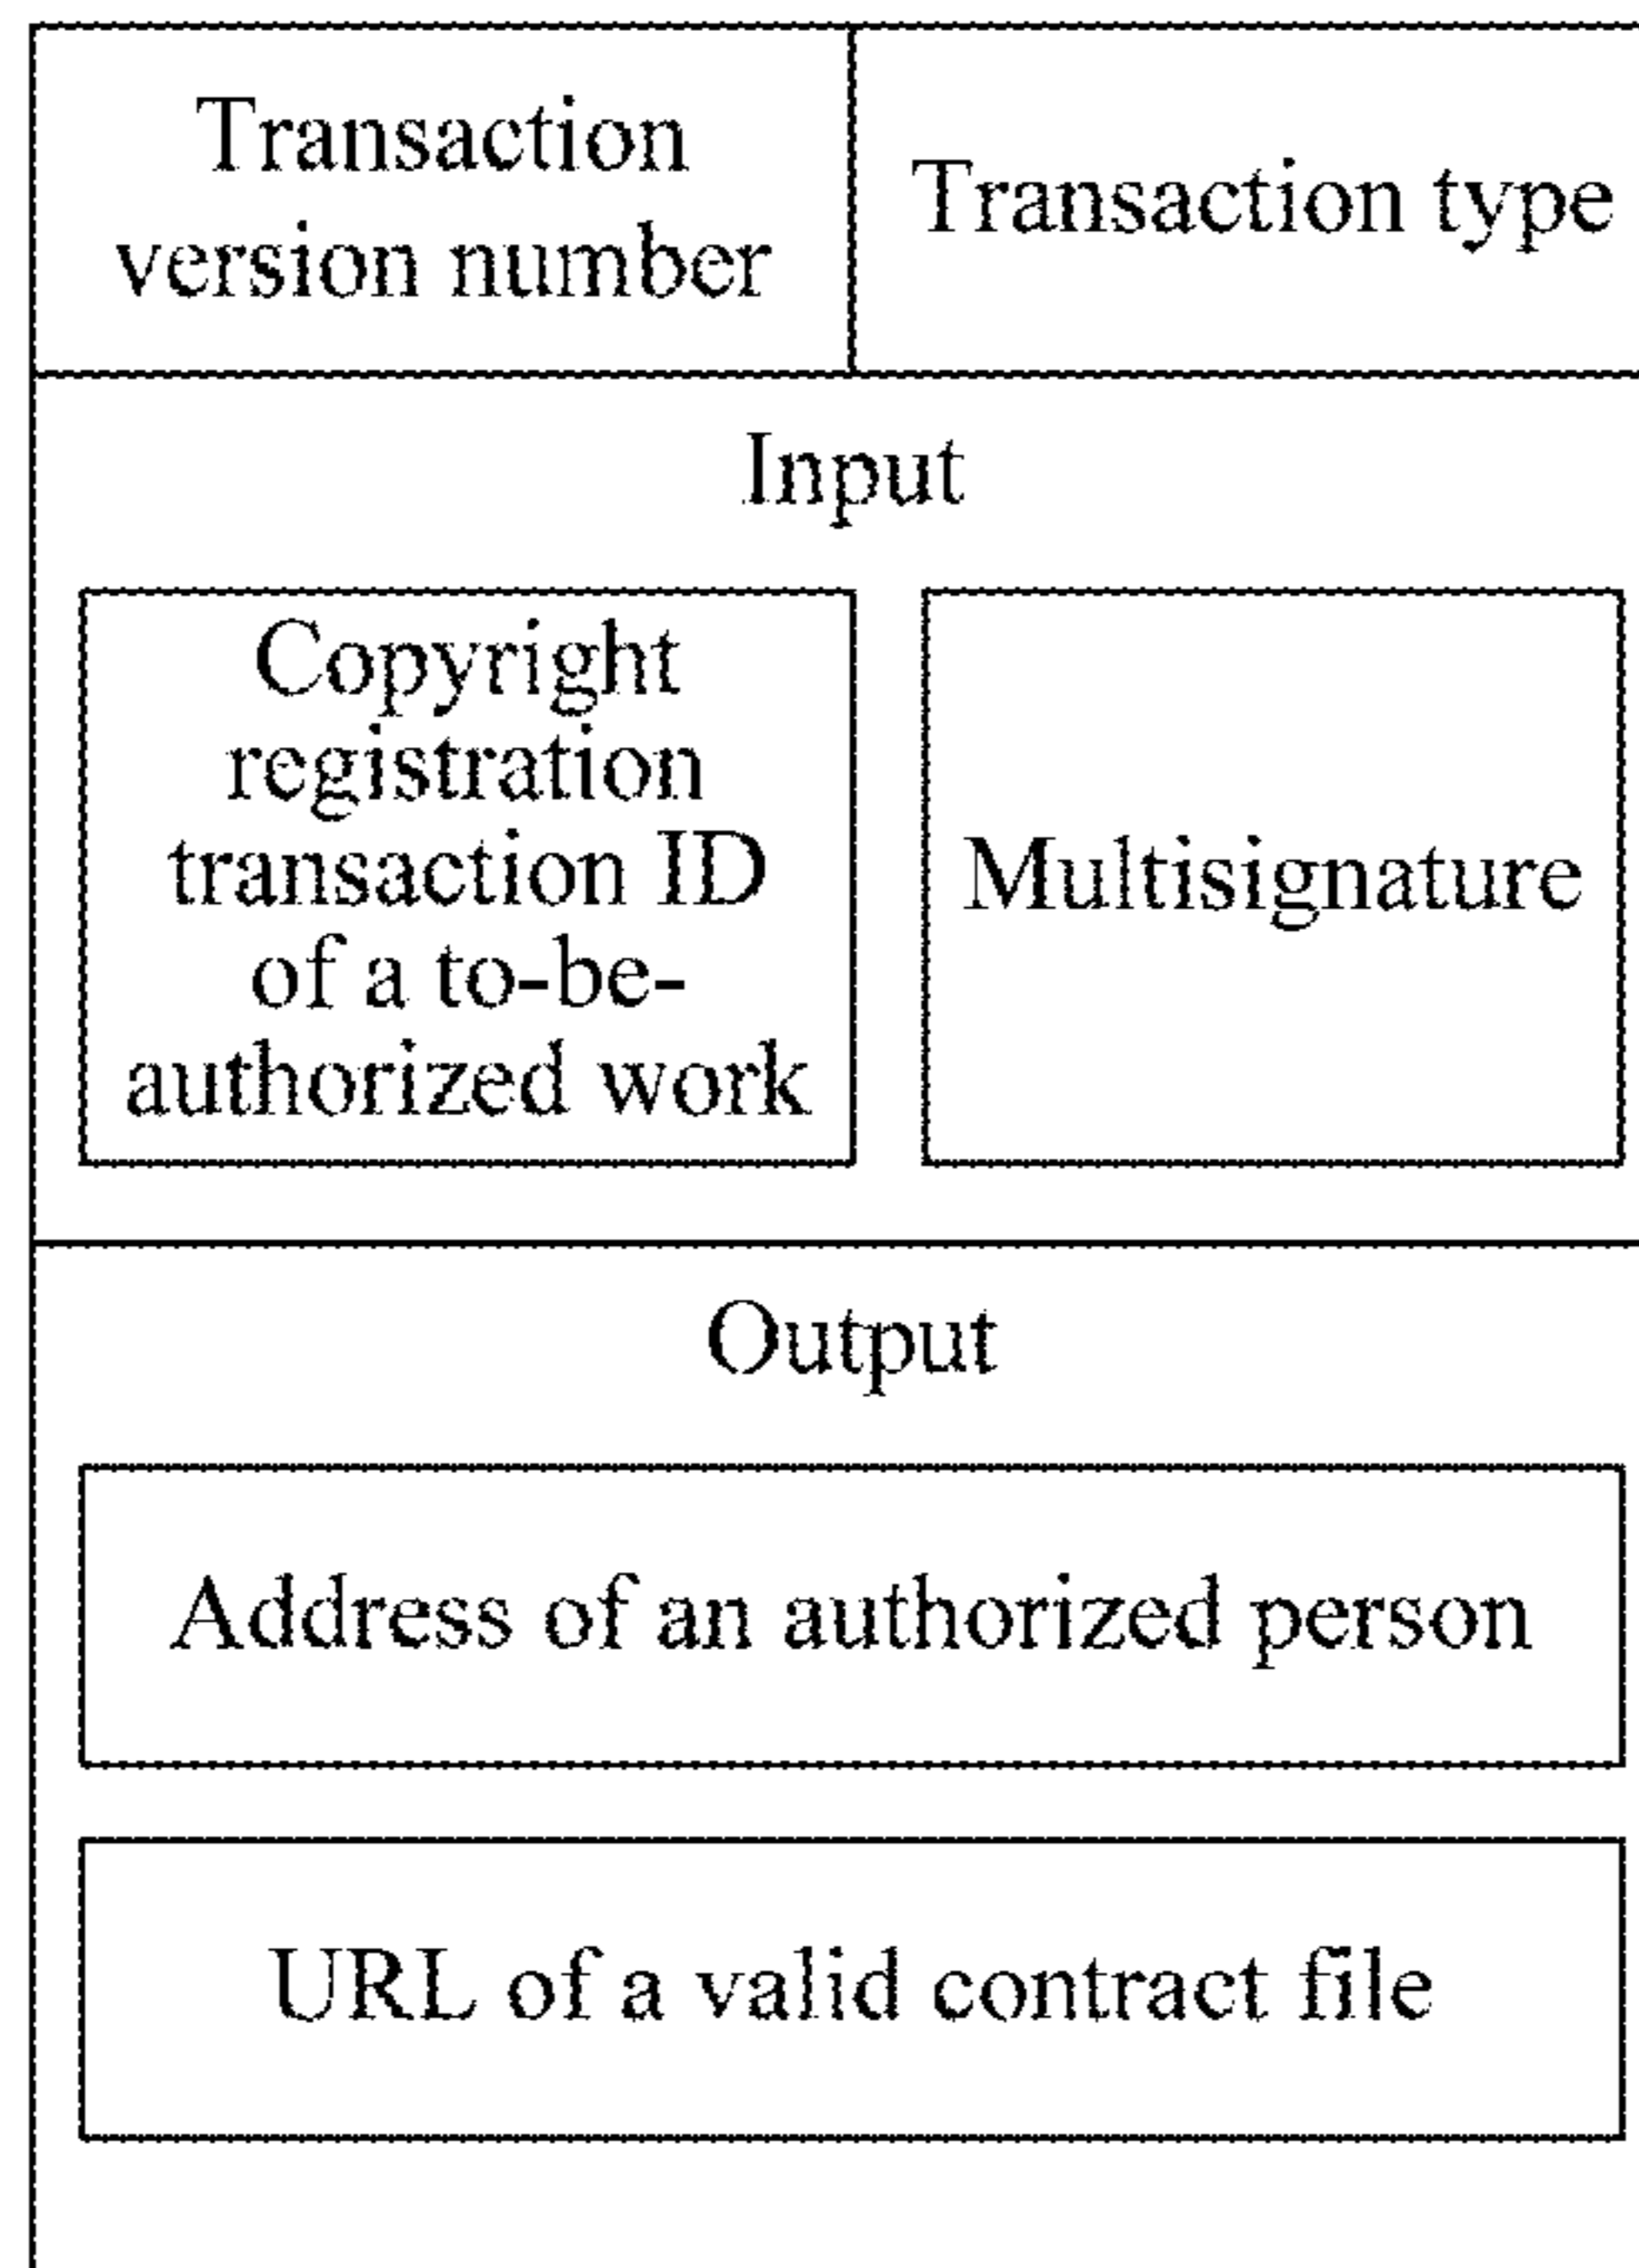 Transaction
version number
Transaction type
Input
Copyright
registration
transaction ID
of a to-be-
authorized work
Multisignature
Output
Address of an authorized person
URL of a valid contract file